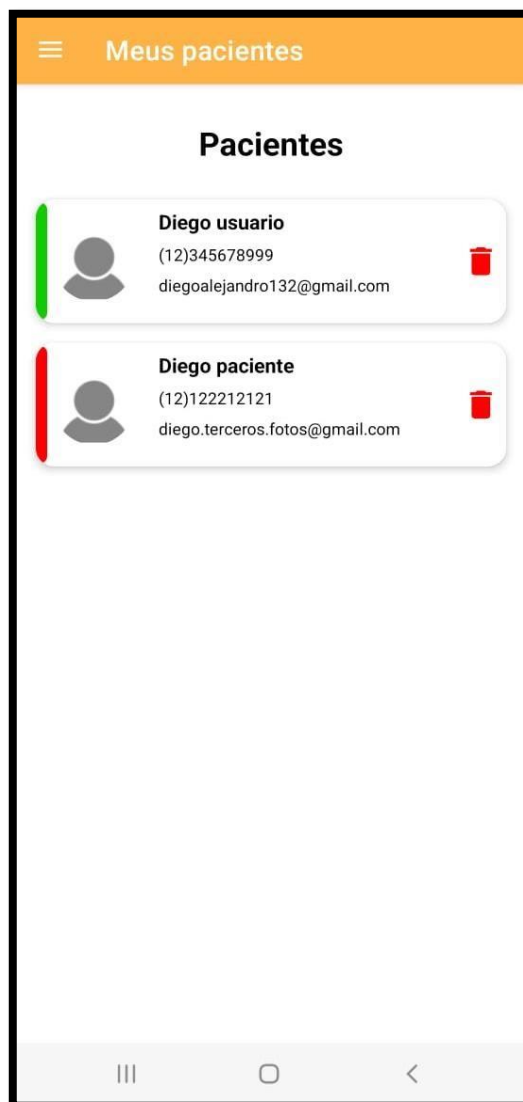 Meus pacientes
Pacientes
Diego usuario
(12)345678999
diegoalejandro132@gmail.com
Diego paciente
(12)122212121
diego.terceros.fotos@gmail.com